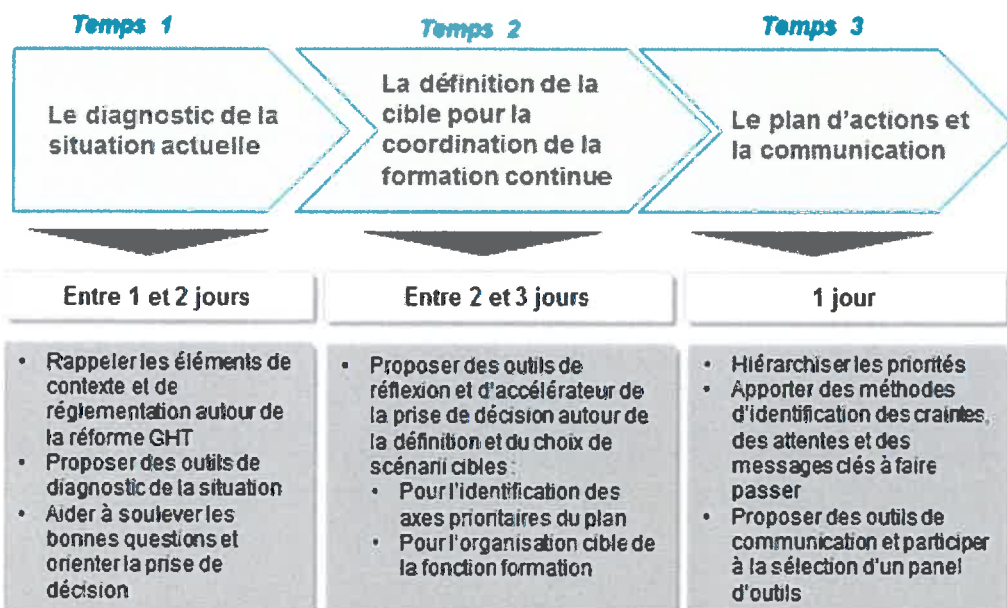 Temps 1
Le diagnostic de la
situation actuelle
Entre 1 et 2 jours
• Rappeler les éléments de
contexte et de
réglementation autour de
la réforme GHT
• Proposer des outils de
diagnostic de la situation
• Aider à soulever les
bonnes questions et
orienter la prise de
décision
Temps 2
La définition de la
cible pour la
coordination de la
formation continue
Entre 2 et 3 jours
• Proposer des outils de
réflexion et d'accélérateur de
la prise de décision autour de
la définition et du choix de
scénarii cibles :
• Pour l'identification des
axes prioritaires du plan
• Pour l'organisation cible de
la fonction formation
Temps 3
Le plan d'actions et
la communication
1 jour
• Hiérarchiser les priorités
• Apporter des méthodes
d'identification des craintes,
des attentes et des
messages clés à faire
passer
• Proposer des outils de
communication et participer
à la sélection d'un panel
d'outils